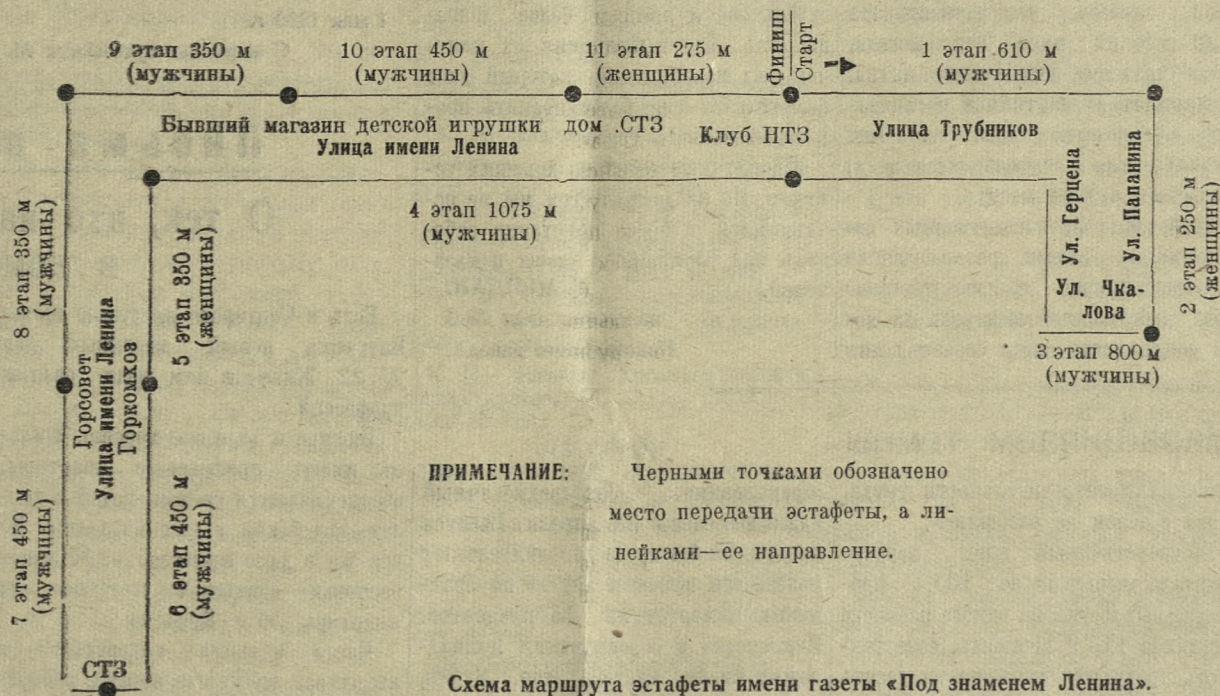 9 этап 350 м
(мужчины)
10 этап 450 м
(мужчины)
11 этап 275 м
(женщины)
Финиш
Старт
1 этап 610 м
(мужчины)
Бывший магазин детской игрушки дом СТЗ
Улица имени Ленина
Клуб НТЗ
Улица Трубников
4 этап 1075 м
(мужчины)
Ул. Герцена
Ул. Папанина
2 этап 250 м
(женщины)
Ул. Чка-
лова
3 этап 800 м
(мужчины)
8 этап 350 м
(мужчины)
5 этап 350 м
(женщины)
Горсовет
Улица имени Ленина
Горкомхоз
7 этап 450 м
(мужчины)
6 этап 450 м
(мужчины)
СТЗ
ПРИМЕЧАНИЕ: Черными точками обозначено
место передачи эстафеты, а ли-
нейками—ее направление.
Схема маршрута эстафеты имени газеты «Под знаменем Ленина».